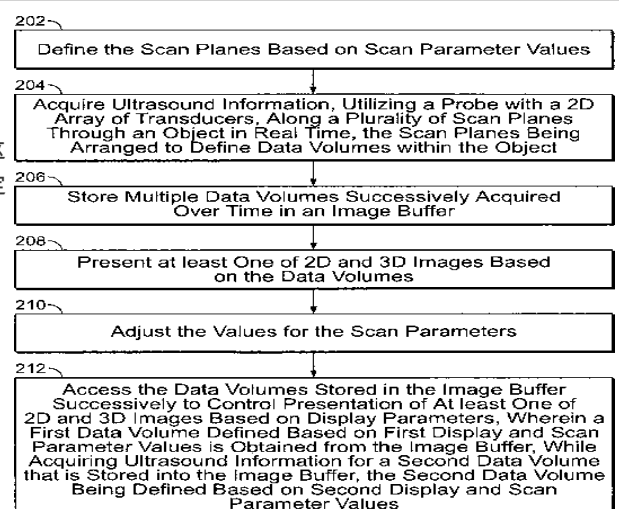 202
Define the Scan Planes Based on Scan Parameter Values
204
Acquire Ultrasound Information, Utilizing a Probe with a 2D
Array of Transducers, Along a Plurality of Scan Planes
Through an Object in Real Time, the Scan Planes Being
Arranged to Define Data Volumes within the Object
206
Store Multiple Data Volumes Successively Acquired
Over Time in an Image Buffer
208
Present at least One of 2D and 3D Images Based
on the Data Volumes
210
Adjust the Values for the Scan Parameters
212
Access the Data Volumes Stored in the Image Buffer
Successively to Control Presentation of At least One of
2D and 3D Images Based on Display Parameters, Wherein a
First Data Volume Defined Based on First Display and Scan
Parameter Values is Obtained from the Image Buffer, While
Acquiring Ultrasound Information for a Second Data Volume
that is Stored into the Image Buffer, the Second Data Volume
Being Defined Based on Second Display and Scan
Parameter Values